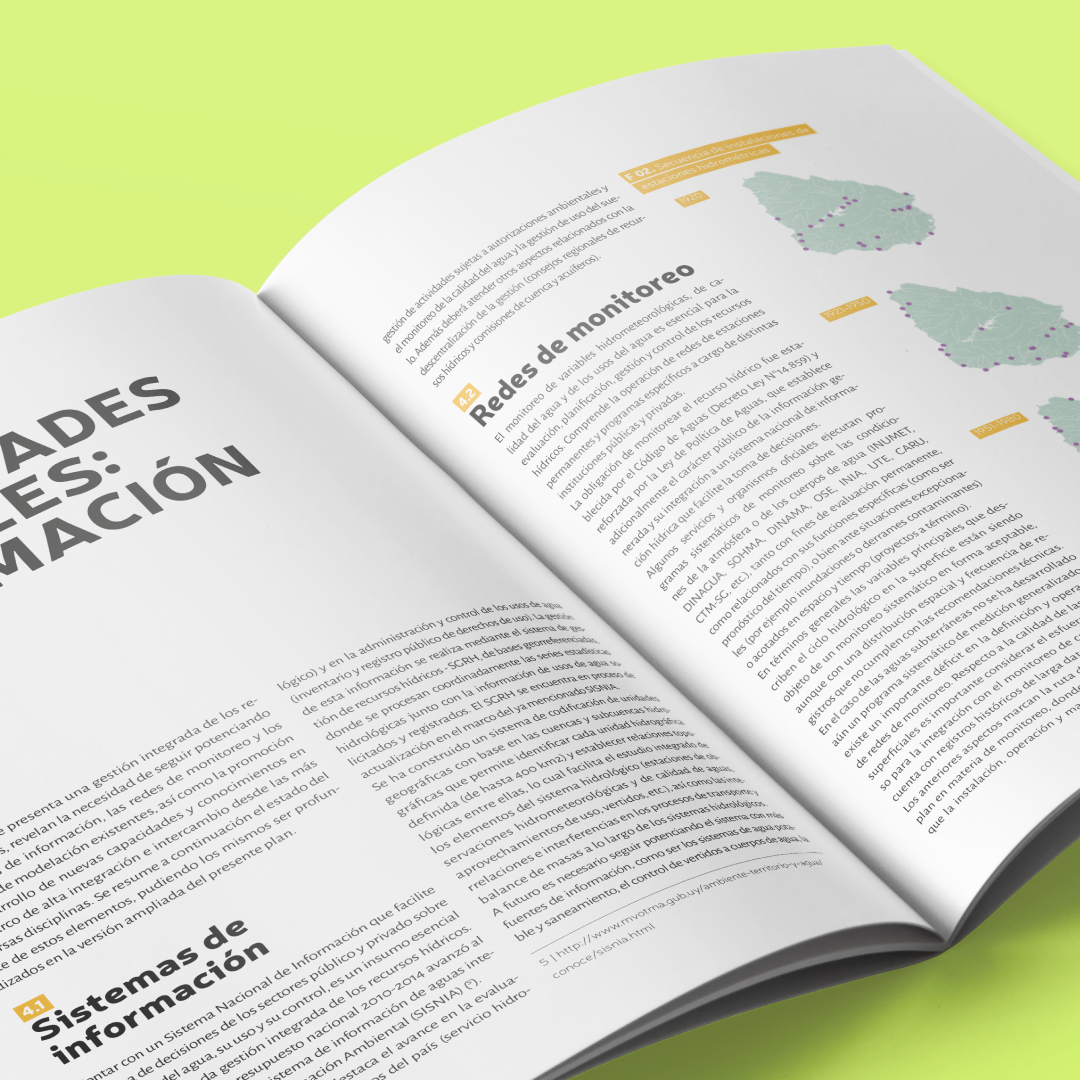 ADES
LES:
MACIÓN
presenta una gestión integrada de los re-
, revelan la necesidad de seguir potenciando
de información, las redes de monitoreo y los
de modelación existentes, así como la promoción
rrollo de nuevas capacidades y conocimientos en
rco de alta integración e intercambio desde las más
rsas disciplinas. Se resume a continuación el estado del
e de estos elementos, pudiendo los mismos ser profun-
lizados en la versión ampliada del presente plan.
4.1
Sistemas de
información
ontar con un Sistema Nacional de Información que facilite
a de decisiones de los sectores público y privado sobre
del agua, su uso y su control, es un insumo esencial
da gestión integrada de los recursos hídricos.
resupuesto nacional 2010-2014 avanzó al
stema de información de aguas inte-
mación Ambiental (SISNIA) (⁵).
estaca el avance en la evalua-
os del país (servicio hidro-
lógico) y en la administración y control de los usos de agua
(inventario y registro público de derechos de uso). La gestión
de esta información se realiza mediante el sistema de ges-
tión de recursos hídricos- SCRH, de bases georeferenciadas,
donde se procesan coordinadamente las series estadísticas
hidrológicas junto con la información de usos de agua so-
licitados y registrados. El SCRH se encuentra en proceso de
actualización en el marco del ya mencionado SISNIA.
Se ha construido un sistema de codificación de unidades
geográficas con base en las cuencas y subcuencas hidro-
gráficas que permite identificar cada unidad hidrográfica
definida (de hasta 400 km2) y establecer relaciones topo-
lógicas entre ellas, lo cual facilita el estudio integrado de
los elementos del sistema hidrológico (estaciones de ob-
servaciones hidrometeorológicas y de calidad de aguas,
aprovechamientos de uso, vertidos, etc.), así como las inte-
rrelaciones e interferencias en los procesos de transporte y
balance de masas a lo largo de los sistemas hidrológicos.
A futuro es necesario seguir potenciando el sistema con más
fuentes de información, como ser los sistemas de agua pota-
ble y saneamiento, el control de vertidos a cuerpos de agua, la
5 | http://www.mvotma.gub.uy/ambiente-territorio-y-agua/
conoce/sisnia.html
gestión de actividades sujetas a autorizaciones ambientales y
el monitoreo de la calidad del agua y la gestión de uso del sue-
lo. Además deberá atender otros aspectos relacionados con la
descentralización de la gestión (consejos regionales de recur-
sos hídricos y comisiones de cuenca y acuíferos).
4.2
Redes de monitoreo
El monitoreo de variables hidrometeorológicas, de ca-
lidad del agua y de los usos del agua es esencial para la
evaluación, planificación, gestión y control de los recursos
hídricos. Comprende la operación de redes de estaciones
permanentes y programas específicos a cargo de distintas
instituciones públicas y privadas.
La obligación de monitorear el recurso hídrico fue esta-
blecida por el Código de Aguas (Decreto Ley N°14.859) y
reforzada por la Ley de Política de Aguas, que establece
adicionalmente el carácter público de la información ge-
nerada y su integración a un sistema nacional de informa-
ción hídrica que facilite la toma de decisiones.
Algunos servicios y organismos oficiales ejecutan pro-
gramas sistemáticos de monitoreo sobre las condicio-
nes de la atmósfera o de los cuerpos de agua (INUMET,
DINAGUA, SOHMA, DINAMA, OSE, INIA, UTE, CARU,
CTM-SG, etc), tanto con fines de evaluación permanente,
como relacionados con sus funciones específicas (como ser
pronóstico del tiempo), o bien ante situaciones excepciona-
les (por ejemplo inundaciones o derrames contaminantes)
o acotados en espacio y tiempo (proyectos a término).
En términos generales las variables principales que des-
criben el ciclo hidrológico en la superficie están siendo
objeto de un monitoreo sistemático en forma aceptable,
aunque con una distribución espacial y frecuencia de re-
gistros que no cumplen con las recomendaciones técnicas.
En el caso de las aguas subterráneas no se ha desarrollado
aún un programa sistemático de medición generalizado
existe un importante déficit en la definición y opera
de redes de monitoreo. Respecto a la calidad de la
superficiales es importante considerar el esfuer
so para la integración con el monitoreo de
cuenta con registros históricos de larga da
Los anteriores aspectos marcan la ruta d
plan en materia de monitoreo, dond
que la instalación, operación y ma
F 02. Secuencia de instalaciones de
estaciones hidrométricas
1920
1921-1950
1951-1980